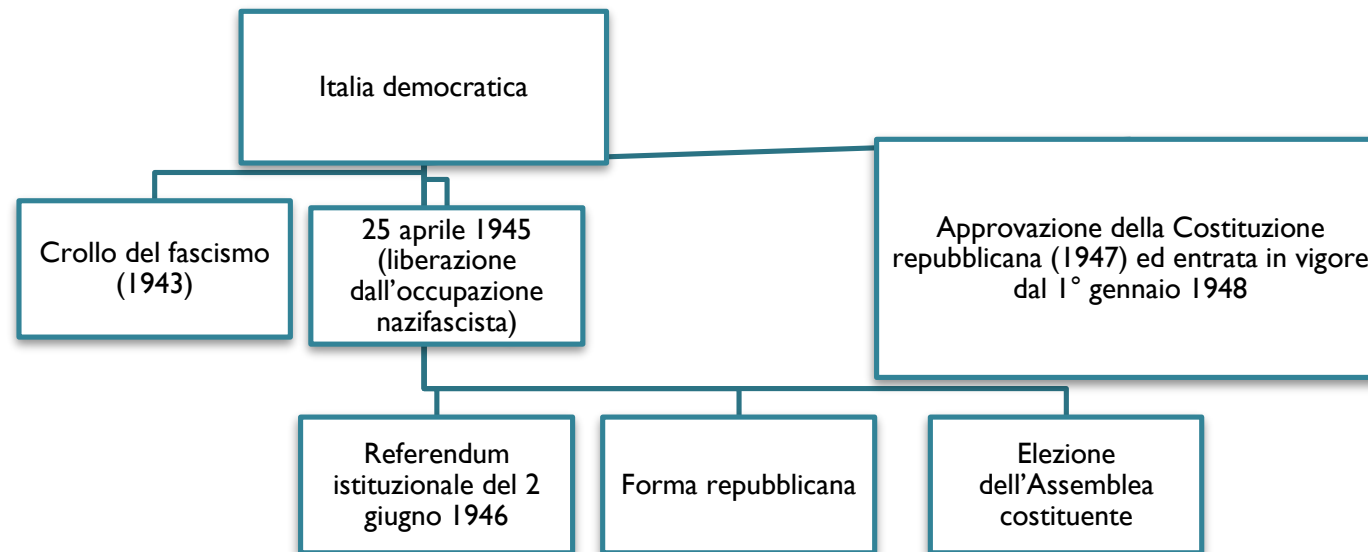 Italia democratica
Crollo del fascismo
(1943)
25 aprile 1945
(liberazione
dall'occupazione
nazifascista)
Approvazione della Costituzione
repubblicana (1947) ed entrata in vigore
dal 1° gennaio 1948
Referendum
istituzionale del 2
giugno 1946
Forma repubblicana
Elezione
dell'Assemblea
costituente